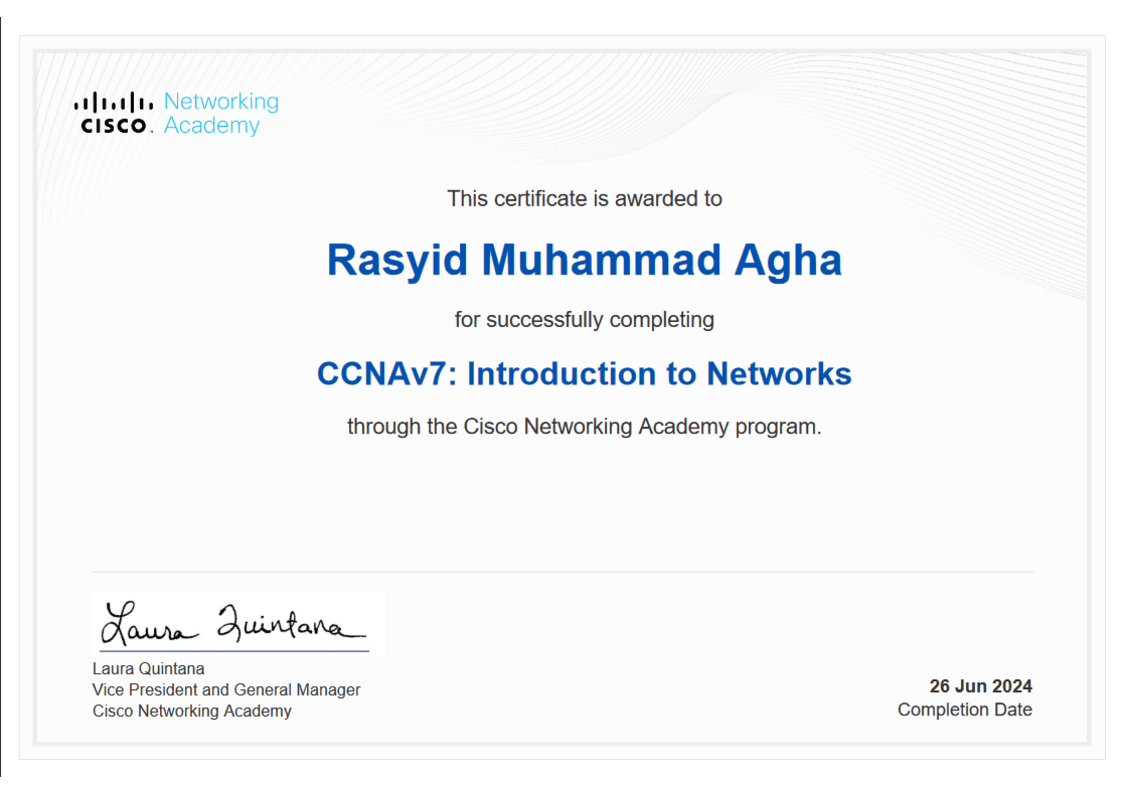 Networking
CISCO. Academy
This certificate is awarded to
Rasyid Muhammad Agha
for successfully completing
CCNAv7: Introduction to Networks
through the Cisco Networking Academy program.
Laura Quintana
Laura Quintana
Vice President and General Manager
Cisco Networking Academy
26 Jun 2024
Completion Date